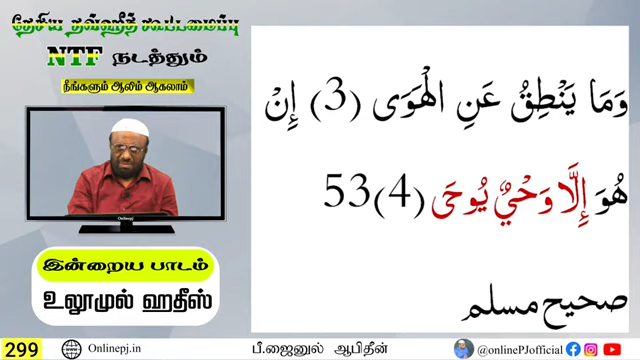 தேசிய தவ்ஹீத் கூட்டமைப்பு
NTF நடத்தும்
நீங்களும் ஆலிம் ஆகலாம்
Onlinepj
இன்றைய பாடம்
உலூமுல் ஹதீஸ்
وَمَا يَنْطِقُ عَنِ الْهَوَى (3) إِنْ
هُوَ إِلَّا وَحْيٌ يُوحَى (4)53
صحيح مسلم
299
Onlinepj.in
பீ.ஜைனுல் ஆபிதீன்
@onlinePJofficial